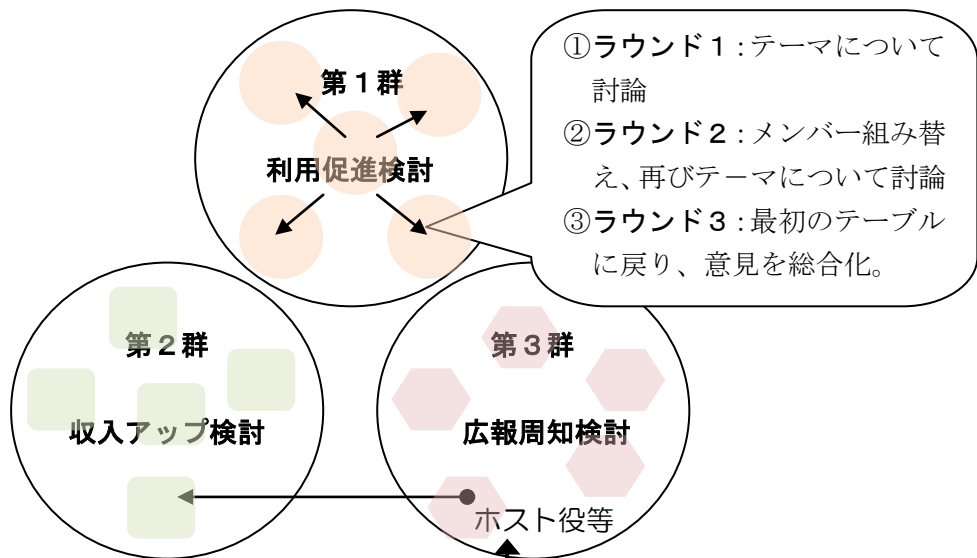 第１群
利用促進検討
①ラウンド１：テーマについて
討論
②ラウンド２：メンバー組み替
え、再びテーマについて討論
③ラウンド３：最初のテーブル
に戻り、意見を総合化。
第２群
収入アップ検討
第３群
広報周知検討
ホスト役等